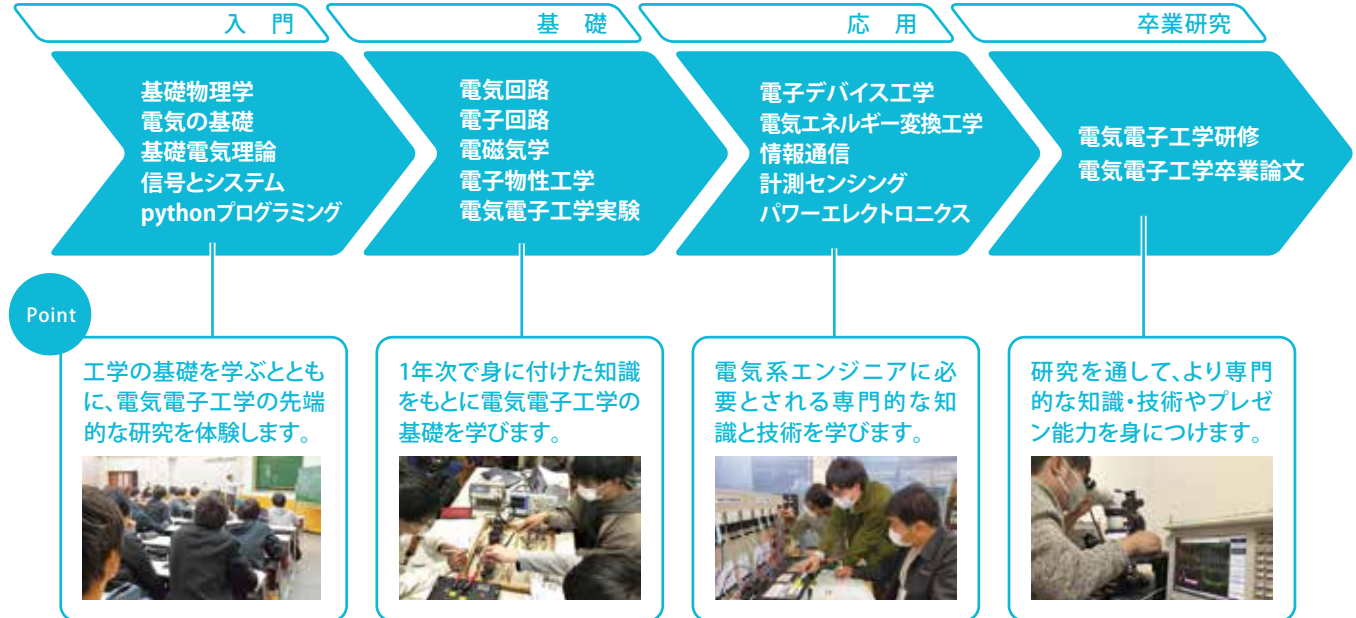 入 門
基 礎
応 用
卒業研究
基礎物理学
電気の基礎
基礎電気理論
信号とシステム
pythonプログラミング
電気回路
電子回路
電磁気学
電子物性工学
電気電子工学実験
電子デバイス工学
電気エネルギー変換工学
情報通信
計測センシング
パワーエレクトロニクス
電気電子工学研修
電気電子工学卒業論文
Point
工学の基礎を学ぶととも
に、電気電子工学の先端
的な研究を体験します。
1年次で身に付けた知識
をもとに電気電子工学の
基礎を学びます。
電気系エンジニアに必
要とされる専門的な知
識と技術を学びます。
研究を通して、より専門
的な知識・技術やプレゼ
ン能力を身につけます。